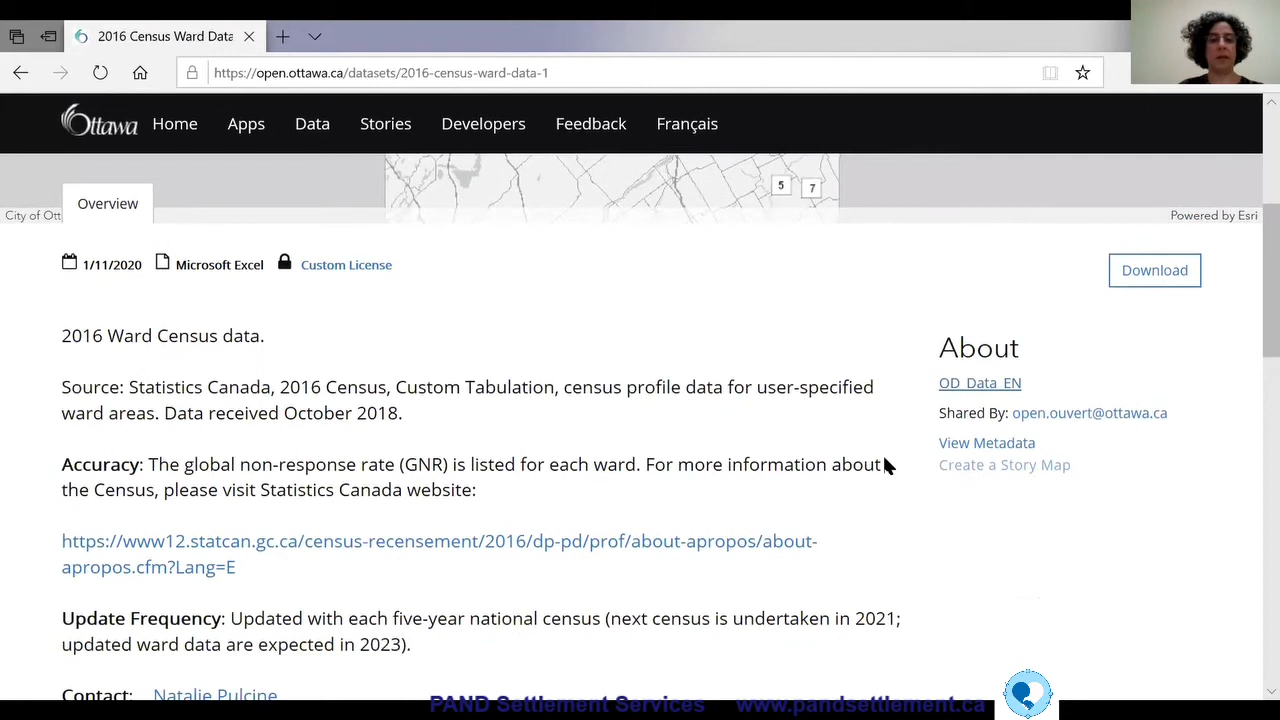 2016 Census Ward Data
https://open.ottawa.ca/datasets/2016-census-ward-data-1
Ottawa Home Apps Data Stories Developers Feedback Français
5 7
Overview
City of Ott
Powered by Esri
1/11/2020 Microsoft Excel Custom License
Download
2016 Ward Census data.
Source: Statistics Canada, 2016 Census, Custom Tabulation, census profile data for user-specified
ward areas. Data received October 2018.
Accuracy: The global non-response rate (GNR) is listed for each ward. For more information about
the Census, please visit Statistics Canada website:
https://www12.statcan.gc.ca/census-recensement/2016/dp-pd/prof/about-apropos/about-
apropos.cfm?Lang=E
Update Frequency: Updated with each five-year national census (next census is undertaken in 2021;
updated ward data are expected in 2023).
Contact: Natalie Pulcine
About
OD_Data_EN
Shared By: open.ouvert@ottawa.ca
View Metadata
Create a Story Map
PAND Settlement Services www.pandsettlement.ca